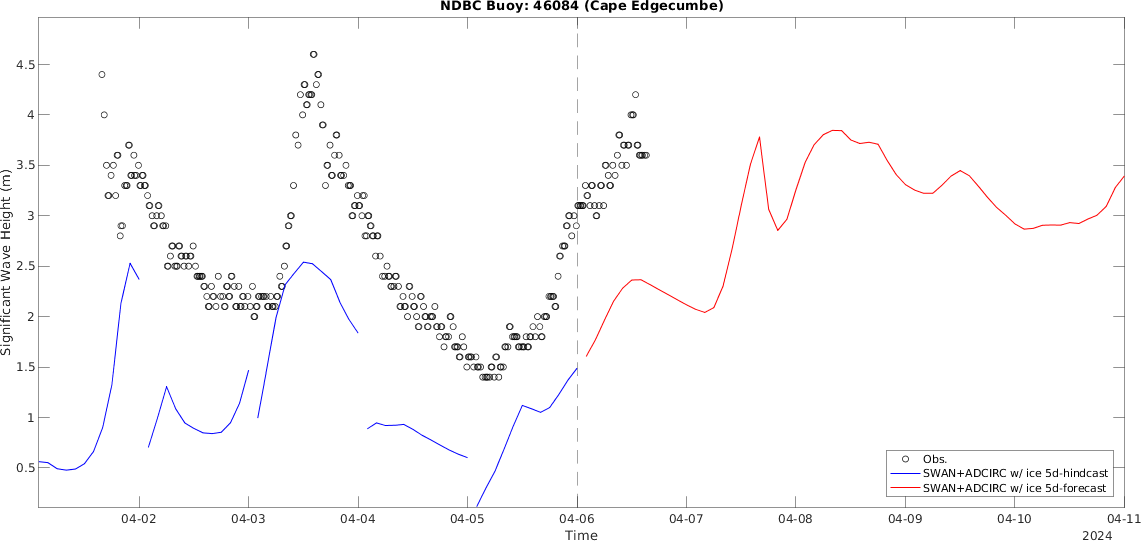 NDBC Buoy: 46084 (Cape Edgecumbe)
Significant Wave Height (m)
4.5
4
3.5
3
2.5
2
1.5
1
0.5
Obs.
SWAN+ADCIRC w/ ice 5d-hindcast
SWAN+ADCIRC w/ ice 5d-forecast
04-02 04-03 04-04 04-05 04-06 04-07 04-08 04-09 04-10 04-11
Time
2024